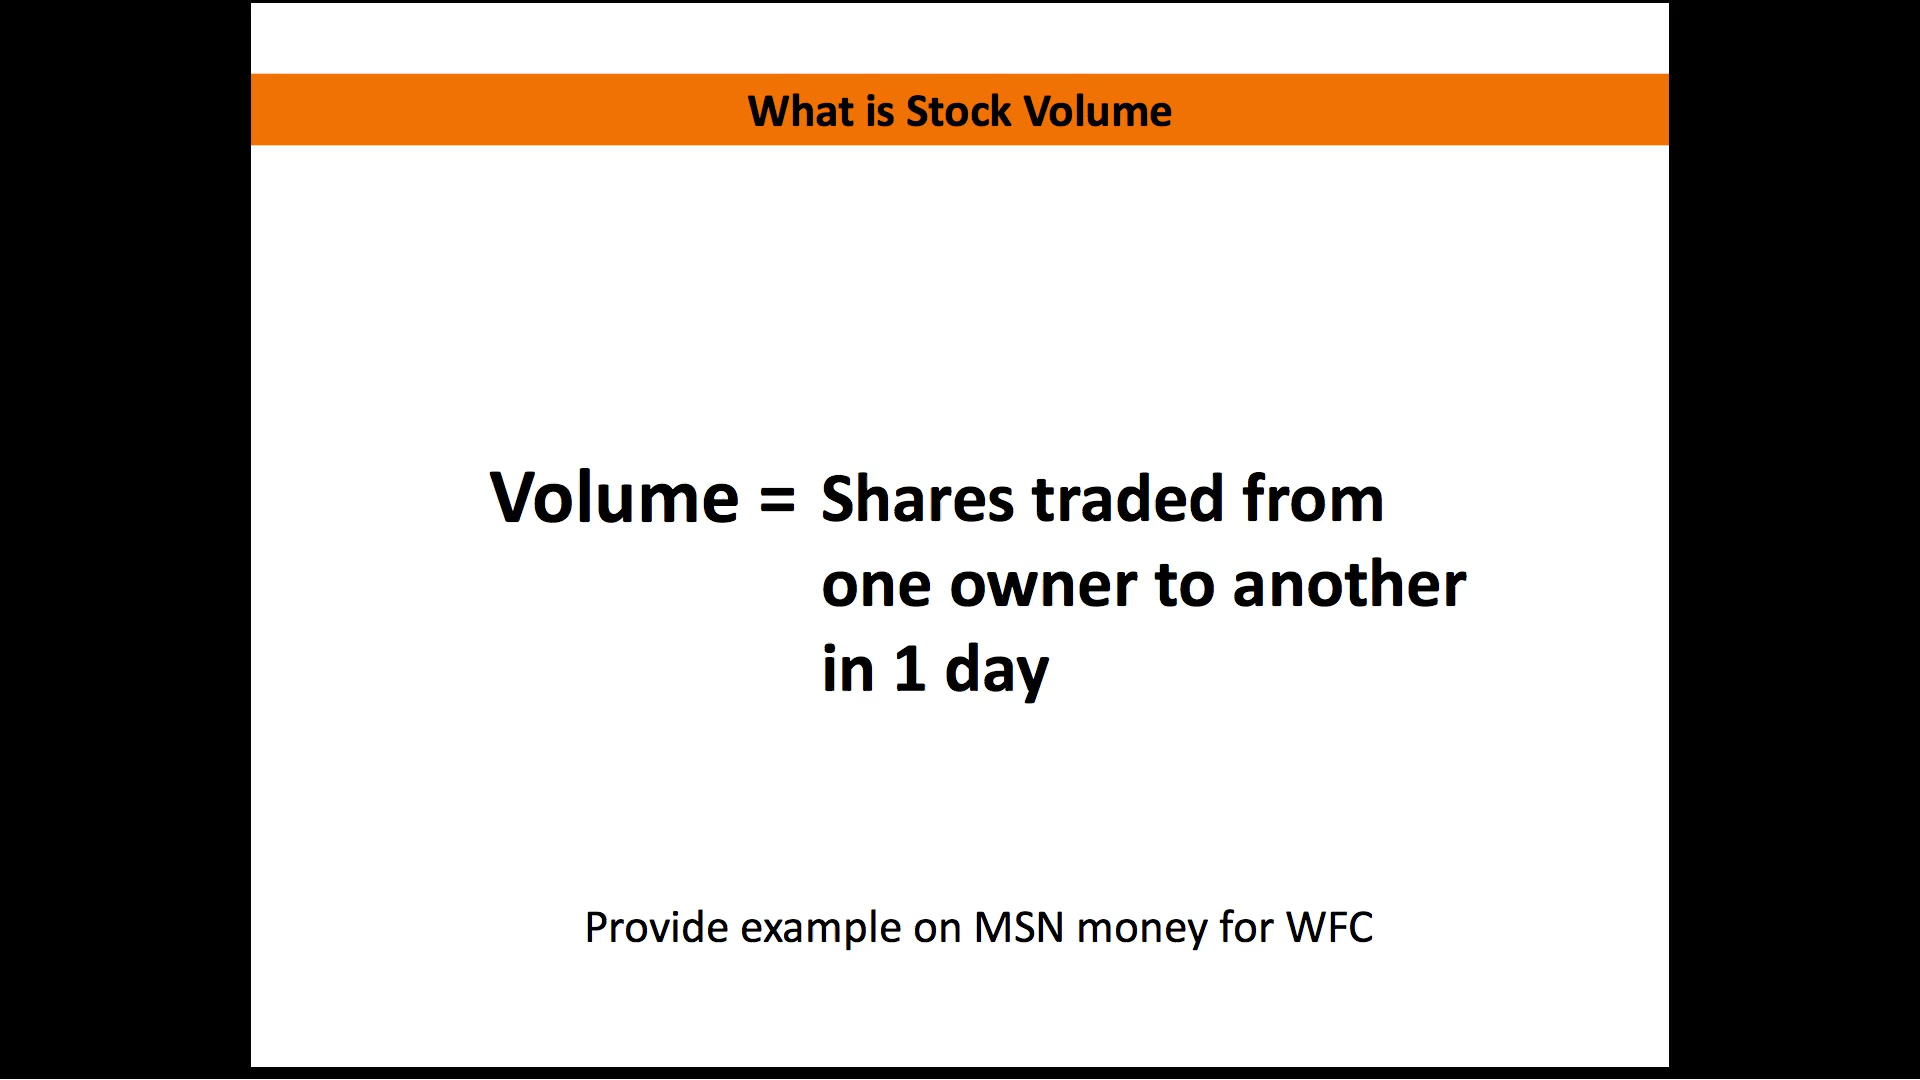 What is Stock Volume
Volume = Shares traded from
one owner to another
in 1 day
Provide example on MSN money for WFC